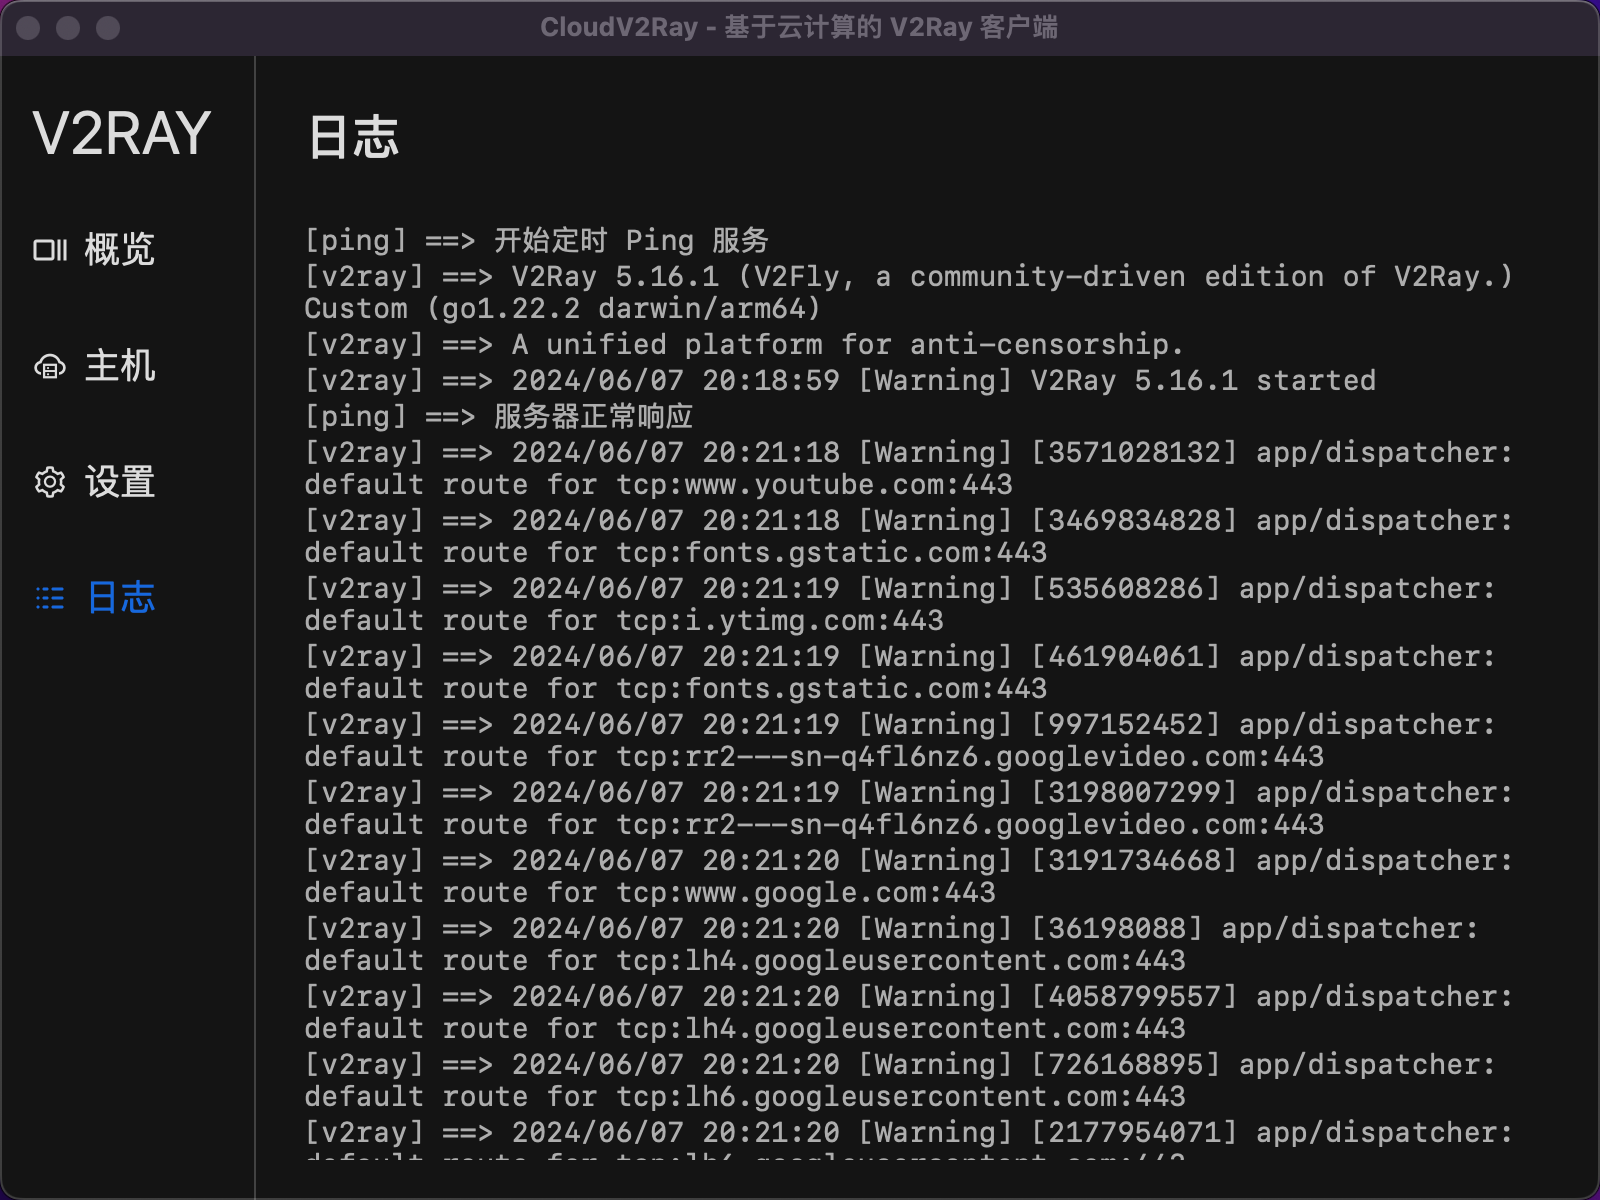 CloudV2Ray - 基于云计算的 V2Ray 客户端
V2RAY
概览
主机
设置
日志
日志
[ping] ==> 开始定时 Ping 服务
[v2ray] ==> V2Ray 5.16.1 (V2Fly, a community-driven edition of V2Ray.)
Custom (go1.22.2 darwin/arm64)
[v2ray] ==> A unified platform for anti-censorship.
[v2ray] ==> 2024/06/07 20:18:59 [Warning] V2Ray 5.16.1 started
[ping] ==> 服务器正常响应
[v2ray] ==> 2024/06/07 20:21:18 [Warning] [3571028132] app/dispatcher:
default route for tcp:www.youtube.com:443
[v2ray] ==> 2024/06/07 20:21:18 [Warning] [3469834828] app/dispatcher:
default route for tcp:fonts.gstatic.com:443
[v2ray] ==> 2024/06/07 20:21:19 [Warning] [535608286] app/dispatcher:
default route for tcp:i.ytimg.com:443
[v2ray] ==> 2024/06/07 20:21:19 [Warning] [461904061] app/dispatcher:
default route for tcp:fonts.gstatic.com:443
[v2ray] ==> 2024/06/07 20:21:19 [Warning] [997152452] app/dispatcher:
default route for tcp:rr2---sn-q4fl6nz6.googlevideo.com:443
[v2ray] ==> 2024/06/07 20:21:19 [Warning] [3198007299] app/dispatcher:
default route for tcp:rr2---sn-q4fl6nz6.googlevideo.com:443
[v2ray] ==> 2024/06/07 20:21:20 [Warning] [3191734668] app/dispatcher:
default route for tcp:www.google.com:443
[v2ray] ==> 2024/06/07 20:21:20 [Warning] [36198088] app/dispatcher:
default route for tcp:lh4.googleusercontent.com:443
[v2ray] ==> 2024/06/07 20:21:20 [Warning] [4058799557] app/dispatcher:
default route for tcp:lh4.googleusercontent.com:443
[v2ray] ==> 2024/06/07 20:21:20 [Warning] [726168895] app/dispatcher:
default route for tcp:lh6.googleusercontent.com:443
[v2ray] ==> 2024/06/07 20:21:20 [Warning] [2177954071] app/dispatcher: